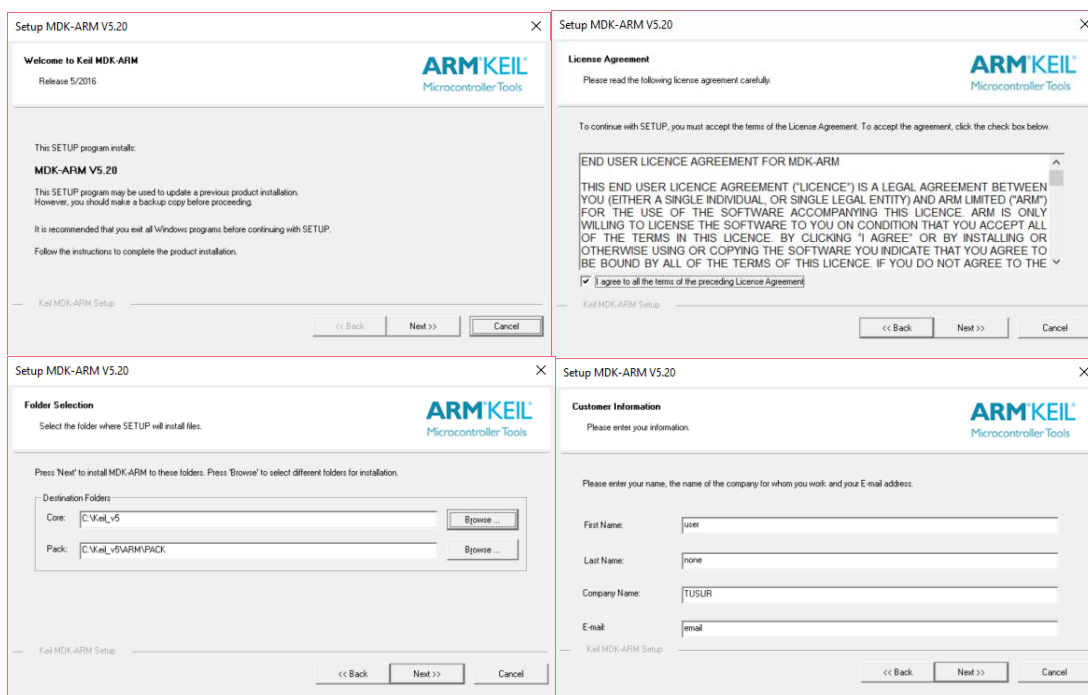 Setup MDK-ARM V5.20
Welcome to Keil MDK-ARM
Release 5/2016
ARM KEIL
Microcontroller Tools
This SETUP program installs:
MDK-ARM V5.20
This SETUP program may be used to update a previous product installation.
However, you should make a backup copy before proceeding.
It is recommended that you exit all Windows programs before continuing with SETUP.
Follow the instructions to complete the product installation.
Keil MDK-ARM Setup
<< Back Next >> Cancel
Setup MDK-ARM V5.20
License Agreement
Please read the following license agreement carefully.
ARM KEIL
Microcontroller Tools
To continue with SETUP, you must accept the terms of the License Agreement. To accept the agreement, click the check box below.
END USER LICENCE AGREEMENT FOR MDK-ARM
THIS END USER LICENCE AGREEMENT ("LICENCE") IS A LEGAL AGREEMENT BETWEEN
YOU (EITHER A SINGLE INDIVIDUAL, OR SINGLE LEGAL ENTITY) AND ARM LIMITED ("ARM")
FOR THE USE OF THE SOFTWARE ACCOMPANYING THIS LICENCE. ARM IS ONLY
WILLING TO LICENSE THE SOFTWARE TO YOU ON CONDITION THAT YOU ACCEPT ALL
OF THE TERMS IN THIS LICENCE. BY CLICKING "I AGREE" OR BY INSTALLING OR
OTHERWISE USING OR COPYING THE SOFTWARE YOU INDICATE THAT YOU AGREE TO
BE BOUND BY ALL OF THE TERMS OF THIS LICENCE. IF YOU DO NOT AGREE TO THE
I agree to all the terms of the preceding License Agreement
Keil MDK-ARM Setup
<< Back Next >> Cancel
Setup MDK-ARM V5.20
Folder Selection
Select the folder where SETUP will install files.
ARM KEIL
Microcontroller Tools
Press 'Next' to install MDK-ARM to these folders. Press 'Browse' to select different folders for installation.
Destination Folders
Core: C:\Keil_v5 Browse ...
Pack: C:\Keil_v5\ARM\PACK Browse ...
Keil MDK-ARM Setup
<< Back Next >> Cancel
Setup MDK-ARM V5.20
Customer Information
Please enter your information.
ARM KEIL
Microcontroller Tools
Please enter your name, the name of the company for whom you work and your E-mail address.
First Name: user
Last Name: none
Company Name: TUSUR
E-mail: email
Keil MDK-ARM Setup
<< Back Next >> Cancel